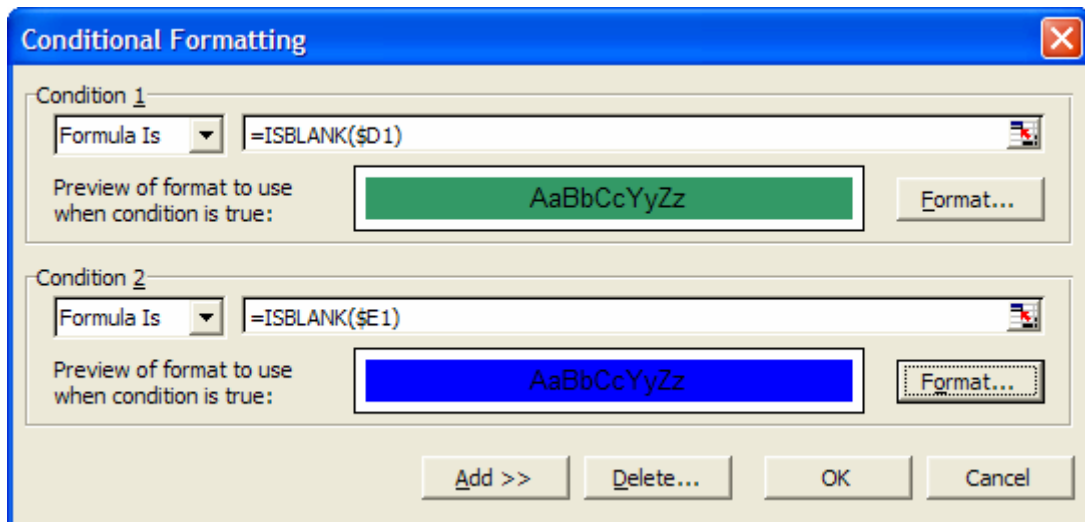 Conditional Formatting
Condition 1
Formula Is
=ISBLANK($D1)
Preview of format to use
when condition is true:
AaBbCcYyZz
Format...
Condition 2
Formula Is
=ISBLANK($E1)
Preview of format to use
when condition is true:
AaBbCcYyZz
Format...
Add >>
Delete...
OK
Cancel